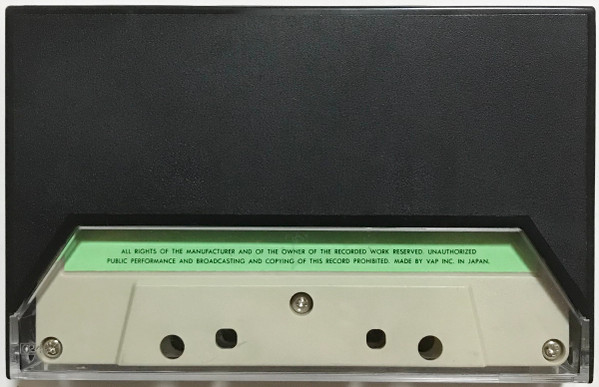 ALL RIGHTS OF THE MANUFACTURER AND OF THE OWNER OF THE RECORDED WORK RESERVED. UNAUTHORIZED
PUBLIC PERFORMANCE AND BROADCASTING AND COPYING OF THIS RECORD PROHIBITED. MADE BY VAP INC. IN JAPAN.